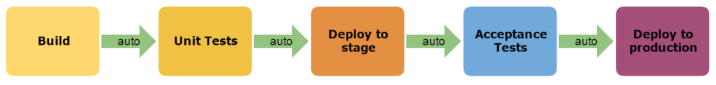 Build
auto
Unit Tests
auto
Deploy to
stage
auto
Acceptance
Tests
auto
Deploy to
production